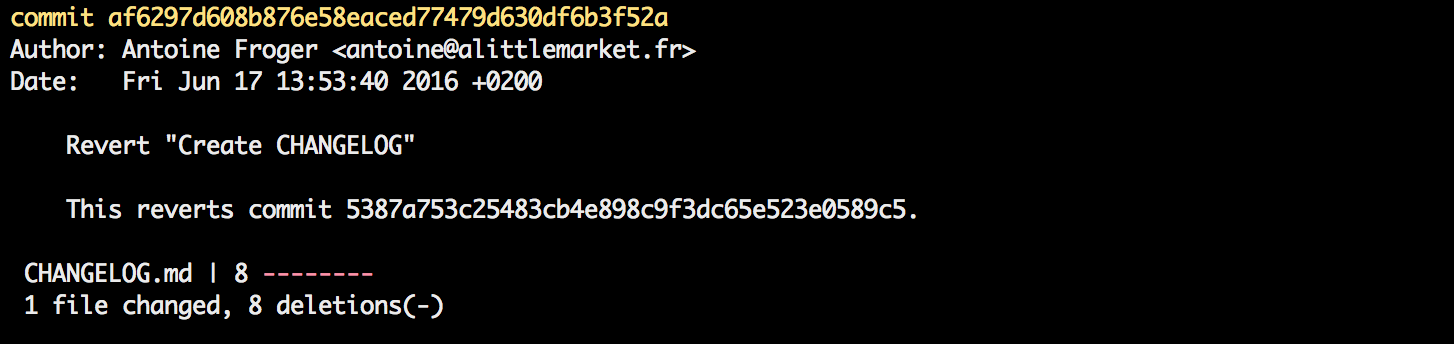 commit af6297d608b876e58eaced77479d630df6b3f52a
Author: Antoine Froger <antoine@alittlemarket.fr>
Date:   Fri Jun 17 13:53:40 2016 +0200
Revert "Create CHANGELOG"
This reverts commit 5387a753c25483cb4e898c9f3dc65e523e0589c5.
CHANGELOG.md | 8 --------
1 file changed, 8 deletions(-)